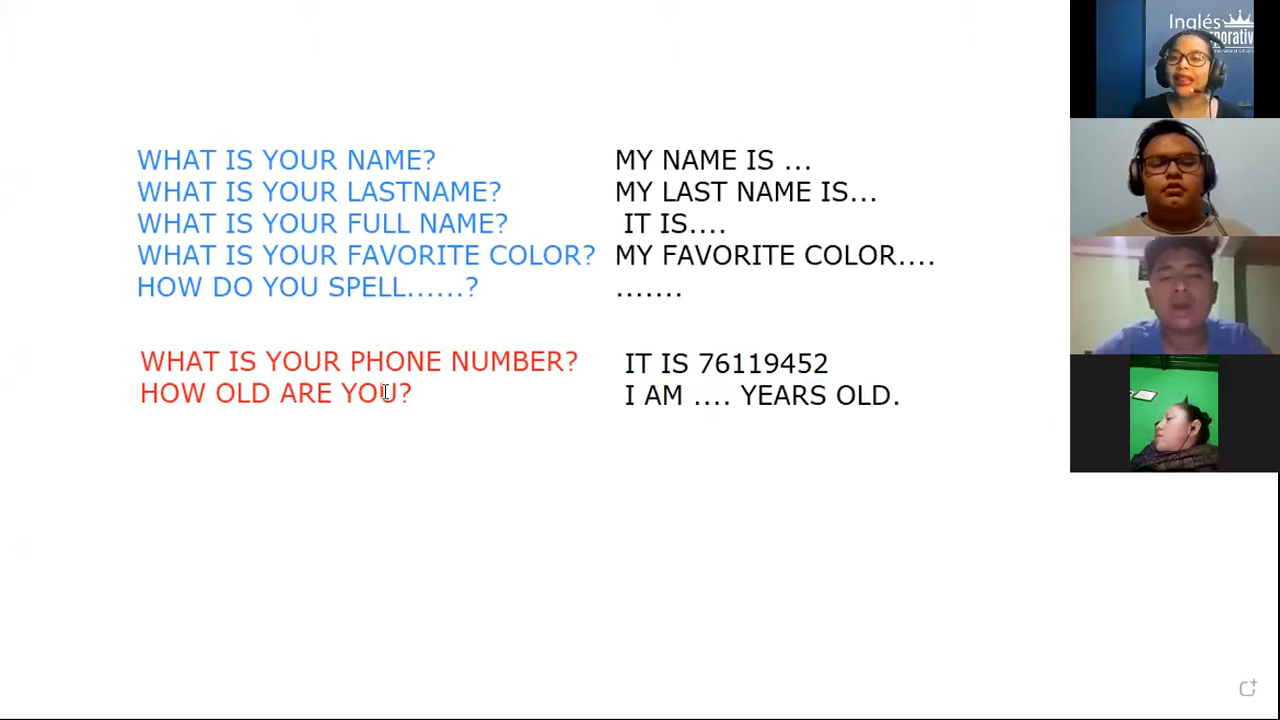 Inglés
WHAT IS YOUR NAME? MY NAME IS ...
WHAT IS YOUR LASTNAME? MY LAST NAME IS...
WHAT IS YOUR FULL NAME? IT IS....
WHAT IS YOUR FAVORITE COLOR? MY FAVORITE COLOR....
HOW DO YOU SPELL......? .......
WHAT IS YOUR PHONE NUMBER? IT IS 76119452
HOW OLD ARE YOU? I AM .... YEARS OLD.